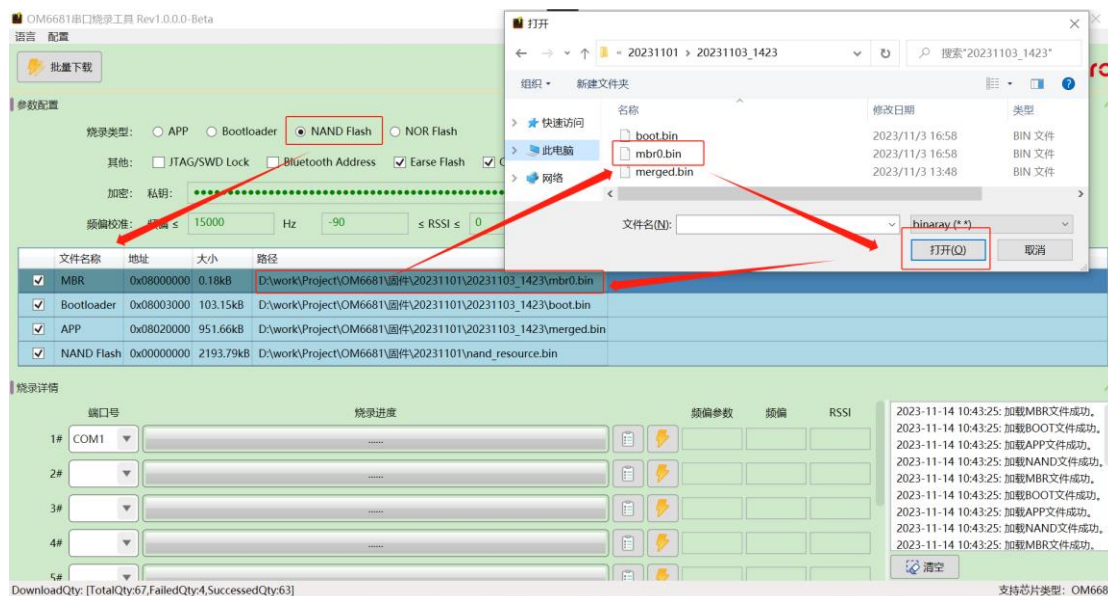 OM6681串口烧录工具 Rev1.0.0.0-Beta
语言 配置
批量下载
参数配置
烧录类型: APP Bootloader NAND Flash NOR Flash
其他: JTAG/SWD Lock Bluetooth Address Earse Flash
加密: 私钥: ●●●●●●●●●●●●●●●●●●●●●●●●●●●●●●●●●●●●●●●●●●●●●
频偏校准: 频偏 ≤ 15000 Hz -90 ≤ RSSI ≤ 0
打开
« 20231101 › 20231103_1423
搜索"20231103_1423"
组织 新建文件夹
名称 修改日期 类型
快速访问
此电脑
网络
boot.bin 2023/11/3 16:58 BIN 文件
mbr0.bin 2023/11/3 16:58 BIN 文件
merged.bin 2023/11/3 13:48 BIN 文件
文件名(N): binaray (*.*)
打开(O) 取消
文件名称 地址 大小 路径
MBR 0x08000000 0.18kB D:\work\Project\OM6681\固件\20231101\20231103_1423\mbr0.bin
Bootloader 0x08003000 103.15kB D:\work\Project\OM6681\固件\20231101\20231103_1423\boot.bin
APP 0x08020000 951.66kB D:\work\Project\OM6681\固件\20231101\20231103_1423\merged.bin
NAND Flash 0x00000000 2193.79kB D:\work\Project\OM6681\固件\20231101\nand_resource.bin
烧录详情
端口号 烧录进度 频偏参数 频偏 RSSI
1# COM1 ......
2# ......
3# ......
4# ......
5#
2023-11-14 10:43:25: 加载MBR文件成功。
2023-11-14 10:43:25: 加载BOOT文件成功。
2023-11-14 10:43:25: 加载APP文件成功。
2023-11-14 10:43:25: 加载NAND文件成功。
2023-11-14 10:43:25: 加载MBR文件成功。
2023-11-14 10:43:25: 加载BOOT文件成功。
2023-11-14 10:43:25: 加载APP文件成功。
2023-11-14 10:43:25: 加载NAND文件成功。
2023-11-14 10:43:25: 加载MBR文件成功。
清空
DownloadQty: [TotalQty:67,FailedQty:4,SuccessedQty:63]
支持芯片类型: OM668